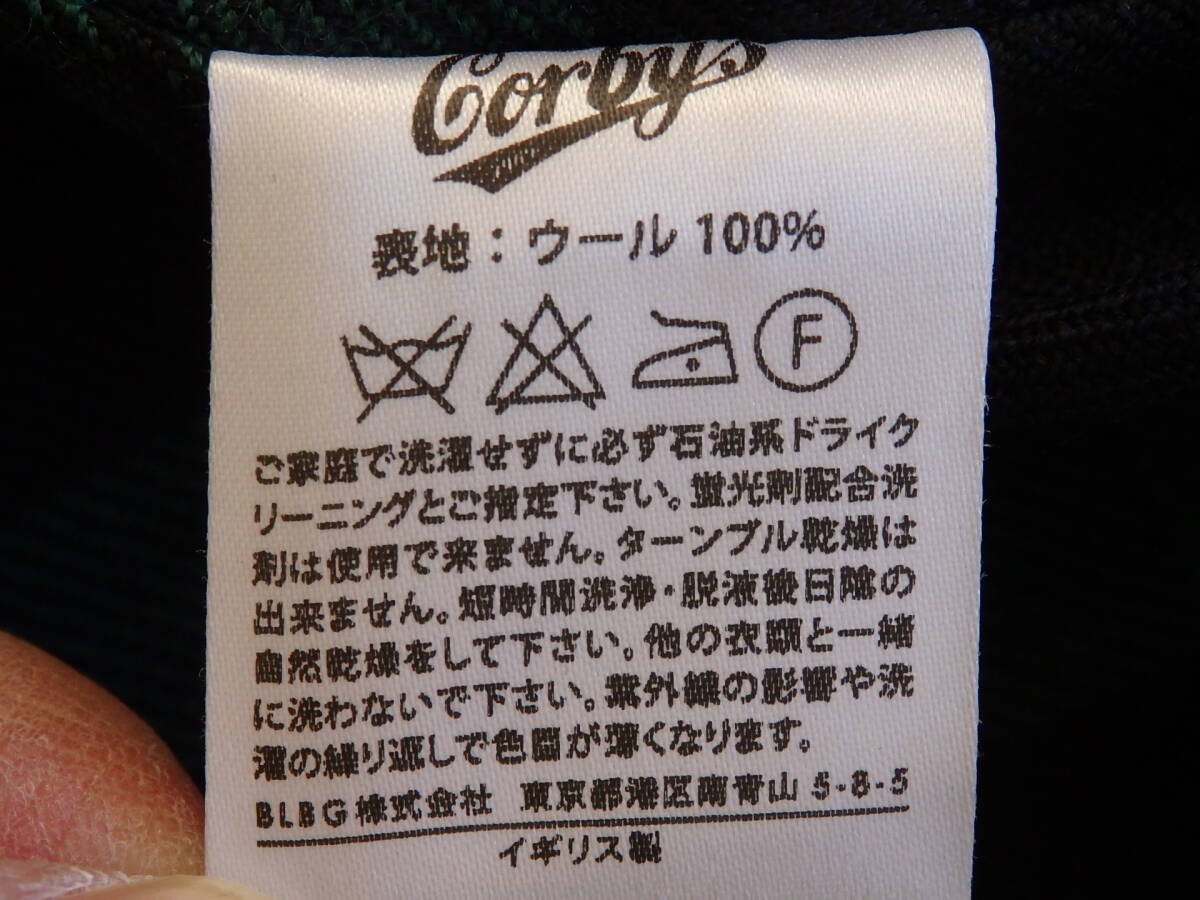 Corbys
表地：ウール 100%
F
ご家庭で洗濯せずに必ず石油系ドライク
リーニングとご指定下さい。蛍光剤配合洗
剤は使用で来ません。タンブル乾燥は
出来ません。短時間洗浄・脱液後日陰の
自然乾燥をして下さい。他の衣類と一緒
に洗わないで下さい。紫外線の影響や洗
濯の繰り返しで色目が薄くなります。
BLBG株式会社 東京都港区南青山 5-8-5
イギリス製